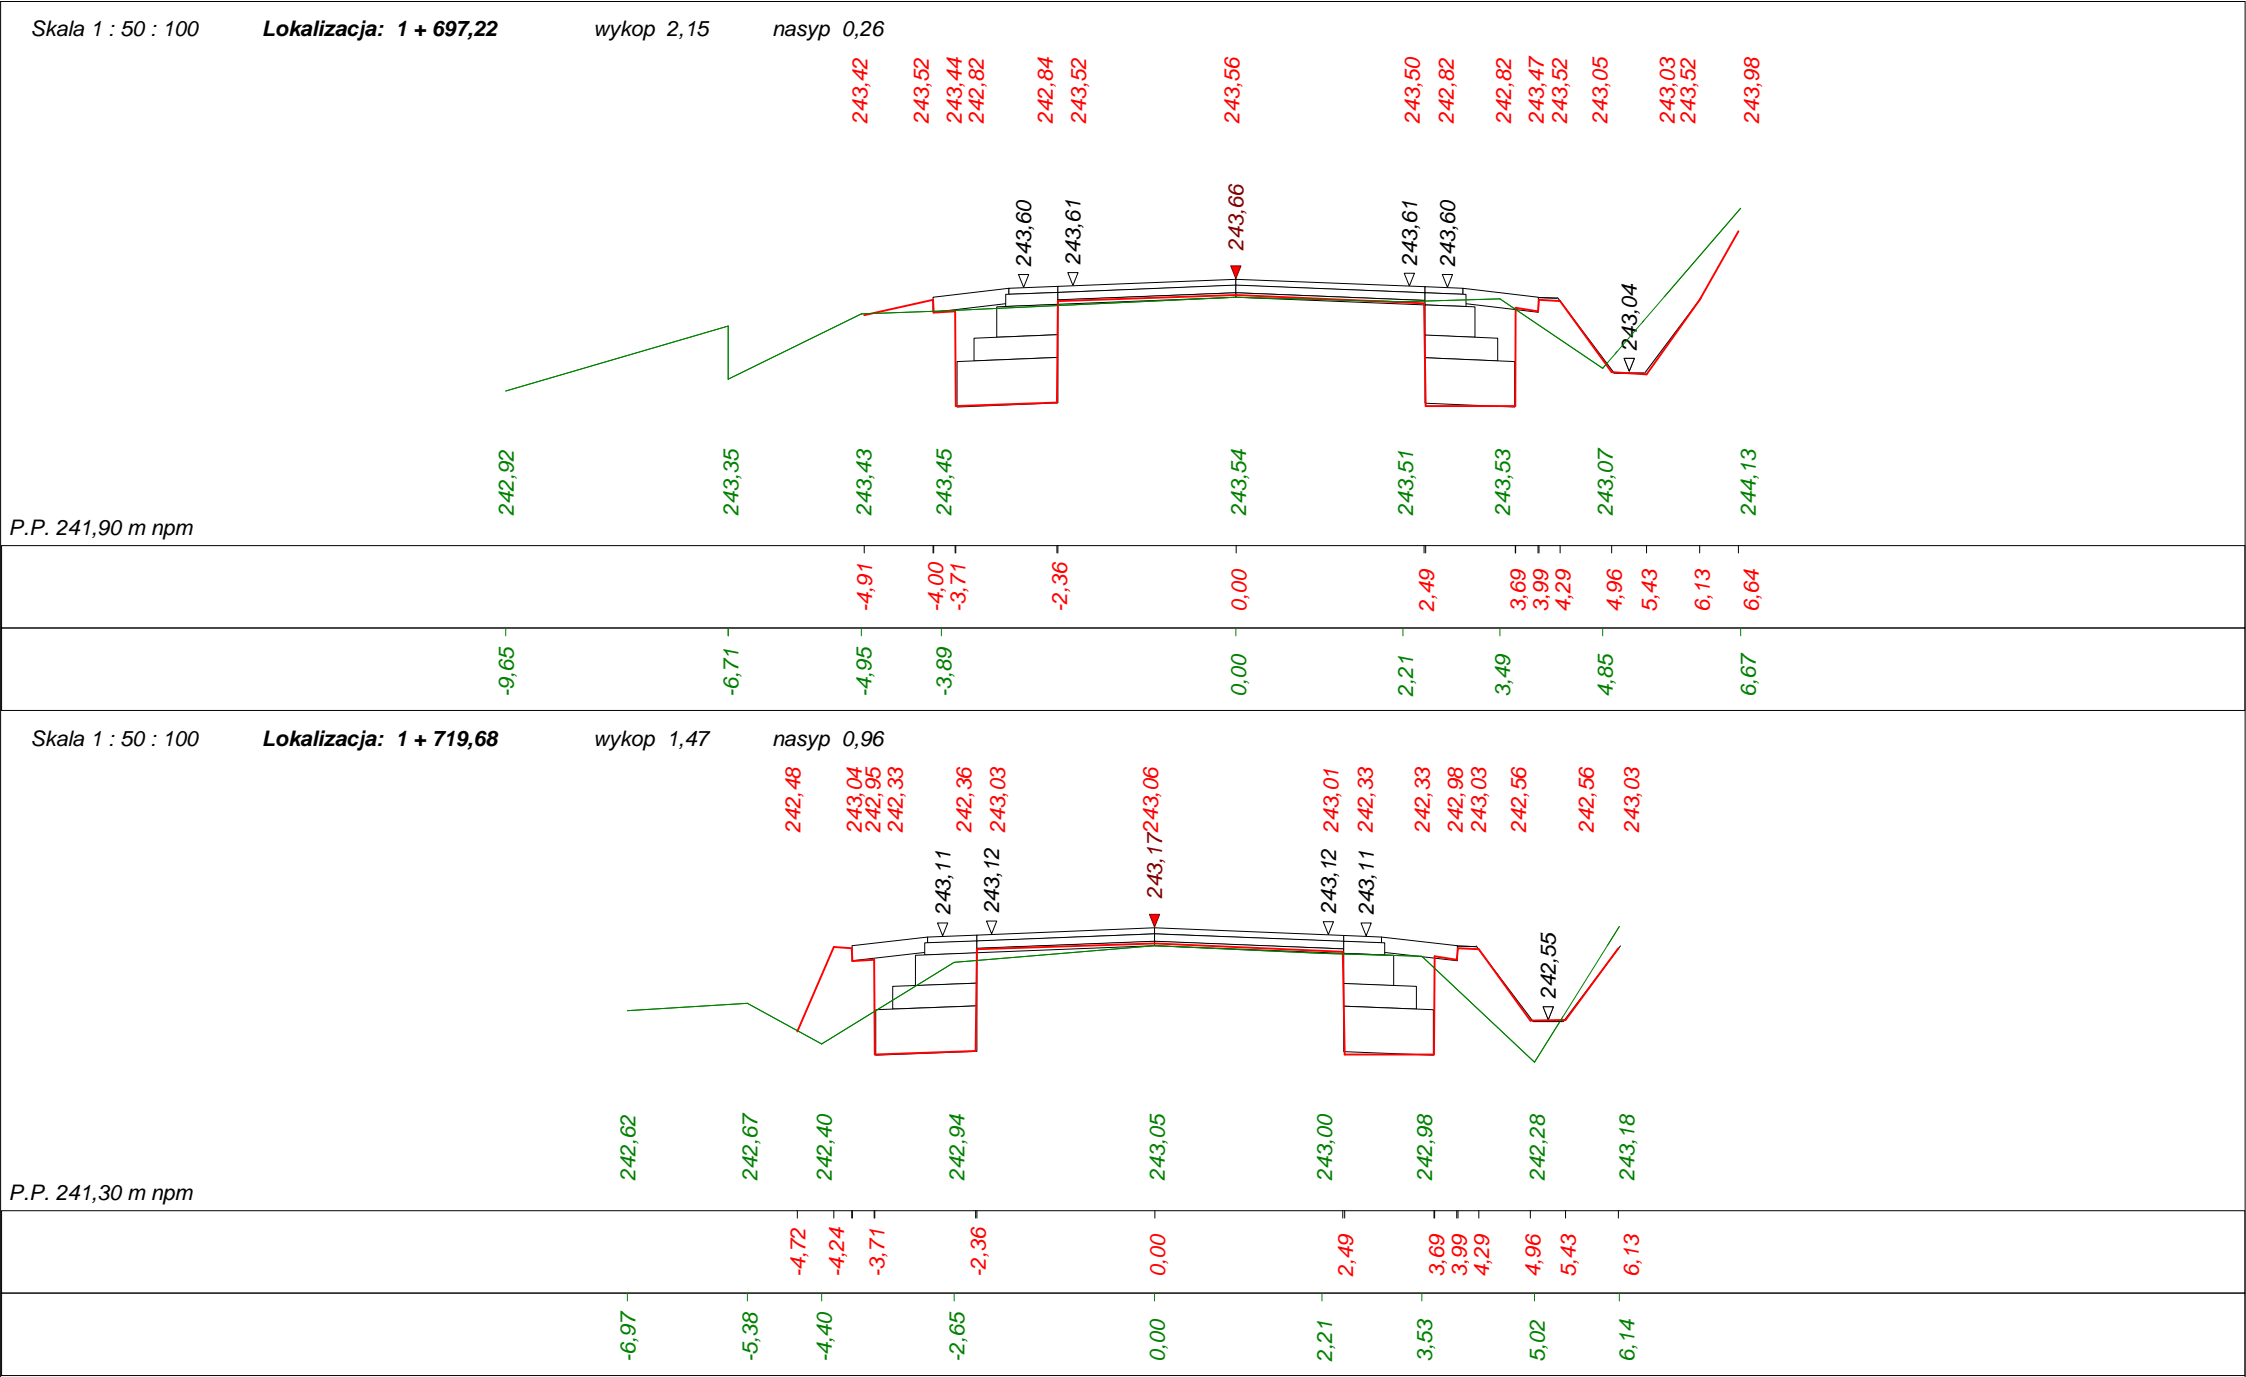 Skala 1 : 50 : 100 Lokalizacja: 1 + 697,22 wykop 2,15 nasyp 0,26
243,42 243,52 243,44 242,82 242,84 243,52 243,56 243,50 242,82 242,82 243,47 243,52 243,05 243,03 243,52 243,98
243,60 243,61 243,66 243,61 243,60 243,04
242,92 243,35 243,43 243,45 243,54 243,51 243,53 243,07 244,13
P.P. 241,90 m npm
-4,91 -4,00 -3,71 -2,36 0,00 2,49 3,69 3,99 4,29 4,96 5,43 6,13 6,64
-9,65 -6,71 -4,95 -3,89 0,00 2,21 3,49 4,85 6,67
Skala 1 : 50 : 100 Lokalizacja: 1 + 719,68 wykop 1,47 nasyp 0,96
242,48 243,04 242,95 242,33 242,36 243,03 243,06 243,01 242,33 242,33 242,98 243,03 242,56 242,56 243,03
243,11 243,12 243,17 243,12 243,11 242,55
242,62 242,67 242,40 242,94 243,05 243,00 242,98 242,28 243,18
P.P. 241,30 m npm
-4,72 -4,24 -3,71 -2,36 0,00 2,49 3,69 3,99 4,29 4,96 5,43 6,13
-6,97 -5,38 -4,40 -2,65 0,00 2,21 3,53 5,02 6,14